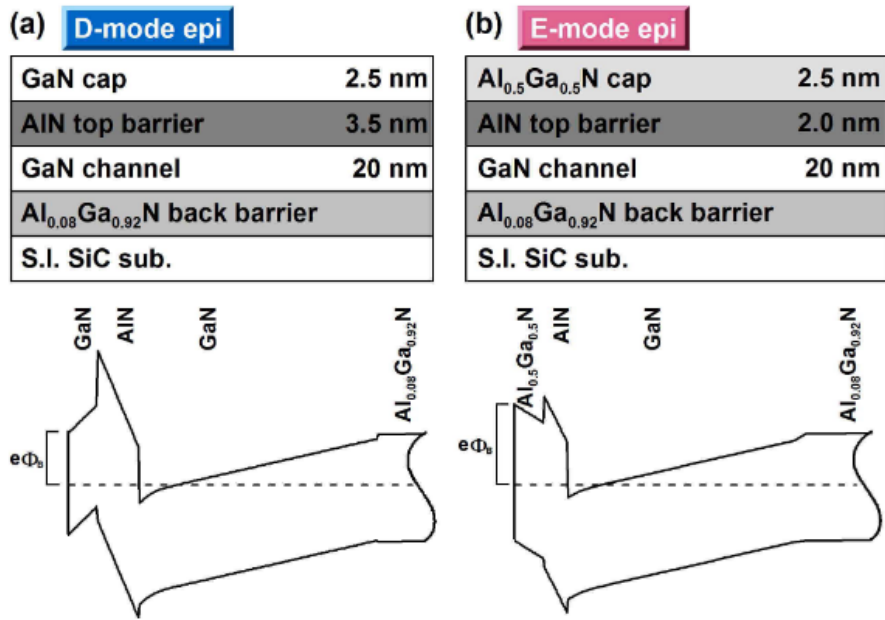 (a) D-mode epi
GaN cap 2.5 nm
AlN top barrier 3.5 nm
GaN channel 20 nm
Al0.08Ga0.92N back barrier
S.I. SiC sub.
GaN
AlN
GaN
Al0.08Ga0.92N
eΦB
(b) E-mode epi
Al0.5Ga0.5N cap 2.5 nm
AlN top barrier 2.0 nm
GaN channel 20 nm
Al0.08Ga0.92N back barrier
S.I. SiC sub.
Al0.5Ga0.5N
AlN
GaN
Al0.08Ga0.92N
eΦB